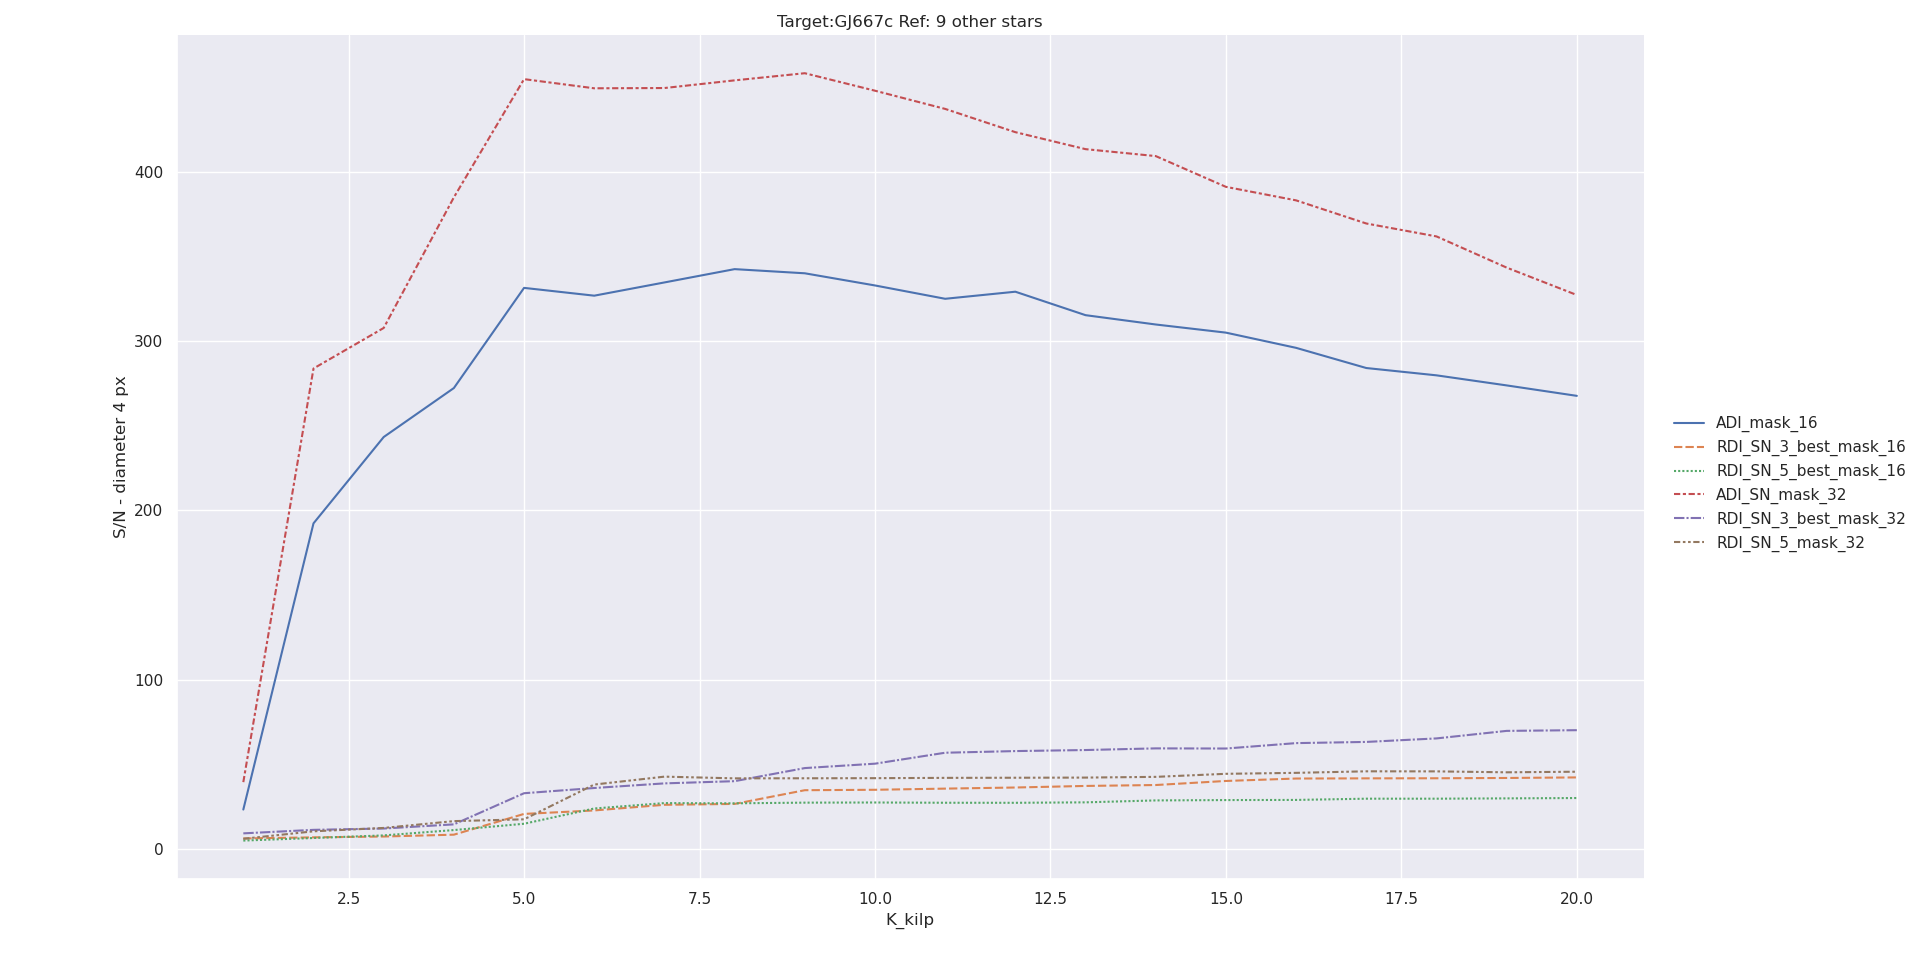 Target:GJ667c Ref: 9 other stars
400
300
200
100
0
S/N - diameter 4 px
2.5 5.0 7.5 10.0 12.5 15.0 17.5 20.0
K_kilp
ADI_mask_16
RDI_SN_3_best_mask_16
RDI_SN_5_best_mask_16
ADI_SN_mask_32
RDI_SN_3_best_mask_32
RDI_SN_5_mask_32